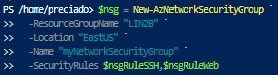 PS /home/preciado> $nsg = New-AzNetworkSecurityGroup `
>> -ResourceGroupName "LIN2B" `
>> -Location "EastUS" `
>> -Name "myNetworkSecurityGroup" `
>> -SecurityRules $nsgRuleSSH,$nsgRuleWeb